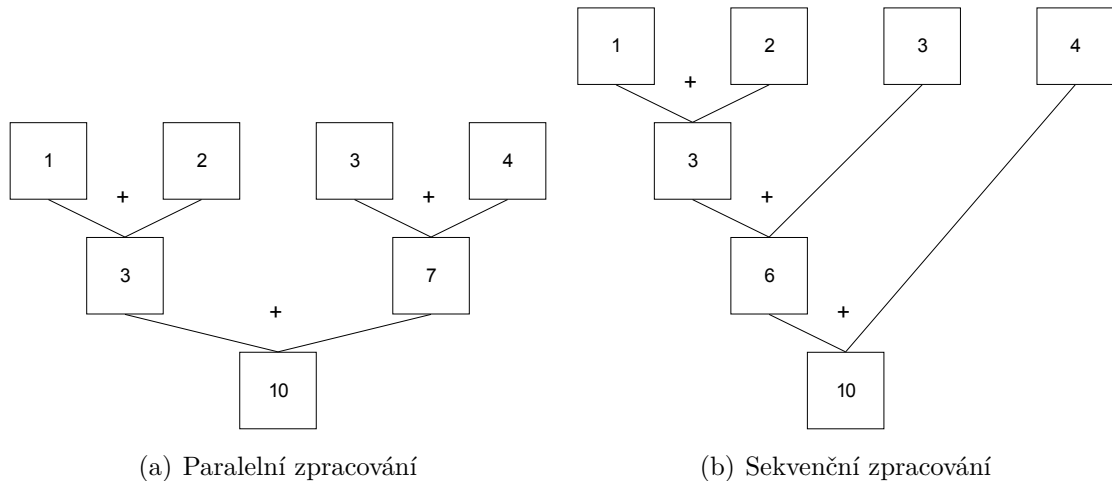 1 2 3 4
+ +
3 7
+
10
(a) Paralelní zpracování
1 2 3 4
+
3
+
6
+
10
(b) Sekvenční zpracování